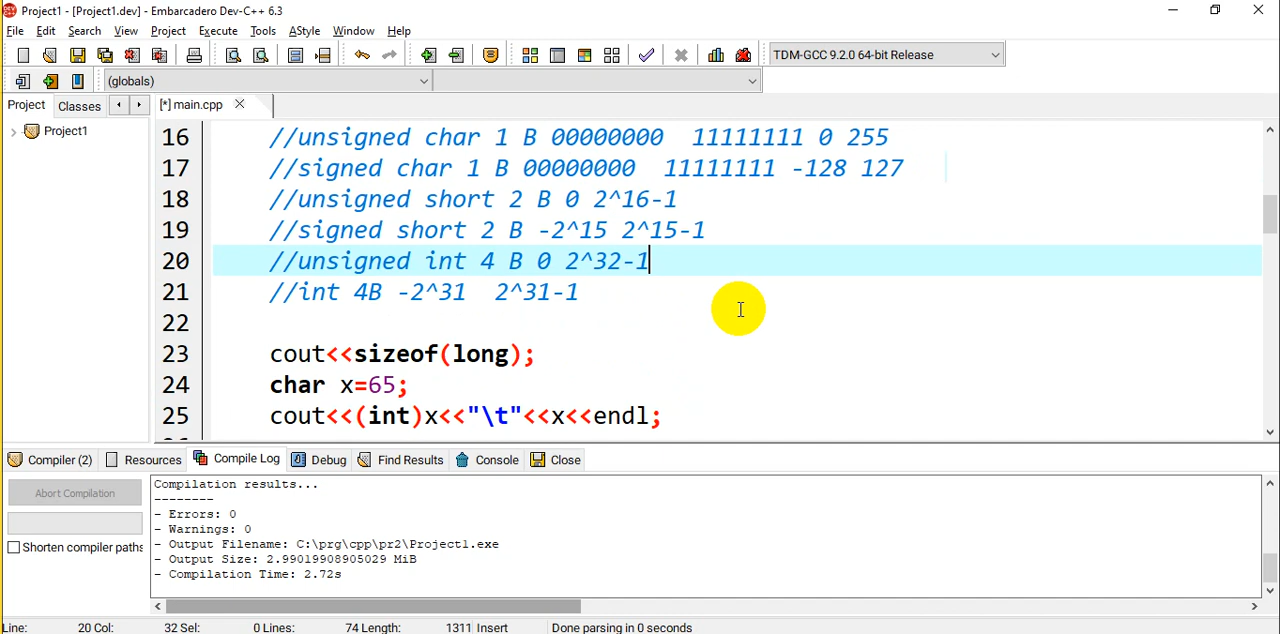 Project1 - [Project1.dev] - Embarcadero Dev-C++ 6.3
File Edit Search View Project Execute Tools AStyle Window Help
TDM-GCC 9.2.0 64-bit Release
(globals)
Project Classes [*] main.cpp
Project1
16 //unsigned char 1 B 00000000  11111111 0 255
17 //signed char 1 B 00000000  11111111 -128 127
18 //unsigned short 2 B 0 2^16-1
19 //signed short 2 B -2^15 2^15-1
20 //unsigned int 4 B 0 2^32-1
21 //int 4B -2^31  2^31-1
22
23 cout<<sizeof(long);
24 char x=65;
25 cout<<(int)x<<"\t"<<x<<endl;
Compiler (2) Resources Compile Log Debug Find Results Console Close
Abort Compilation
Shorten compiler paths
Compilation results...
--------
- Errors: 0
- Warnings: 0
- Output Filename: C:\prg\cpp\pr2\Project1.exe
- Output Size: 2.99019908905029 MiB
- Compilation Time: 2.72s
Line: 20 Col: 32 Sel: 0 Lines: 74 Length: 1311 Insert Done parsing in 0 seconds